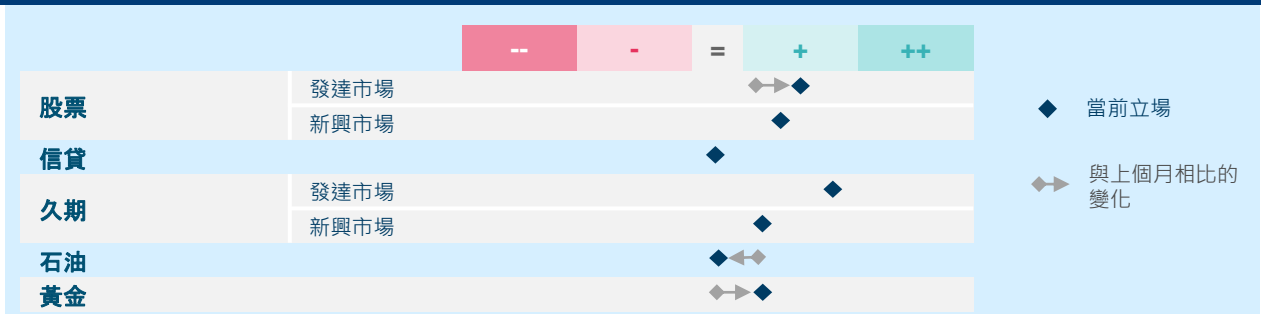 -- - = + ++
股票
發達市場
新興市場
信貸
久期
發達市場
新興市場
石油
黃金
當前立場
與上個月相比的
變化